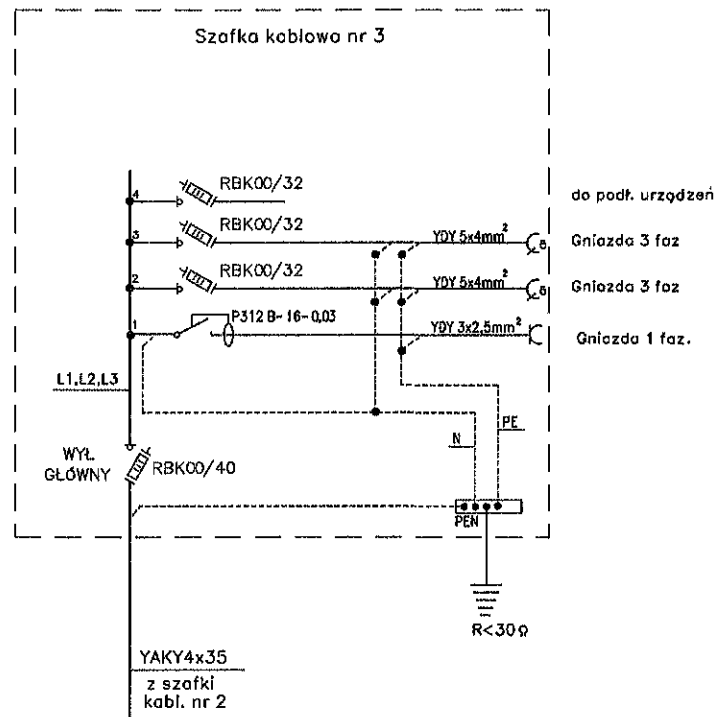 Szafka kablowa nr 3
4
RBK00/32
do podł. urządzeń
3
RBK00/32
YDY 5x4mm²
Gniazda 3 faz
2
RBK00/32
YDY 5x4mm²
Gniazda 3 faz
1
P312 B-16-0,03
YDY 3x2,5mm²
Gniazda 1 faz.
L1,L2,L3
N
PE
WYŁ.
GŁÓWNY
RBK00/40
PEN
R<30Ω
YAKY4x35
z szafki
kabl. nr 2